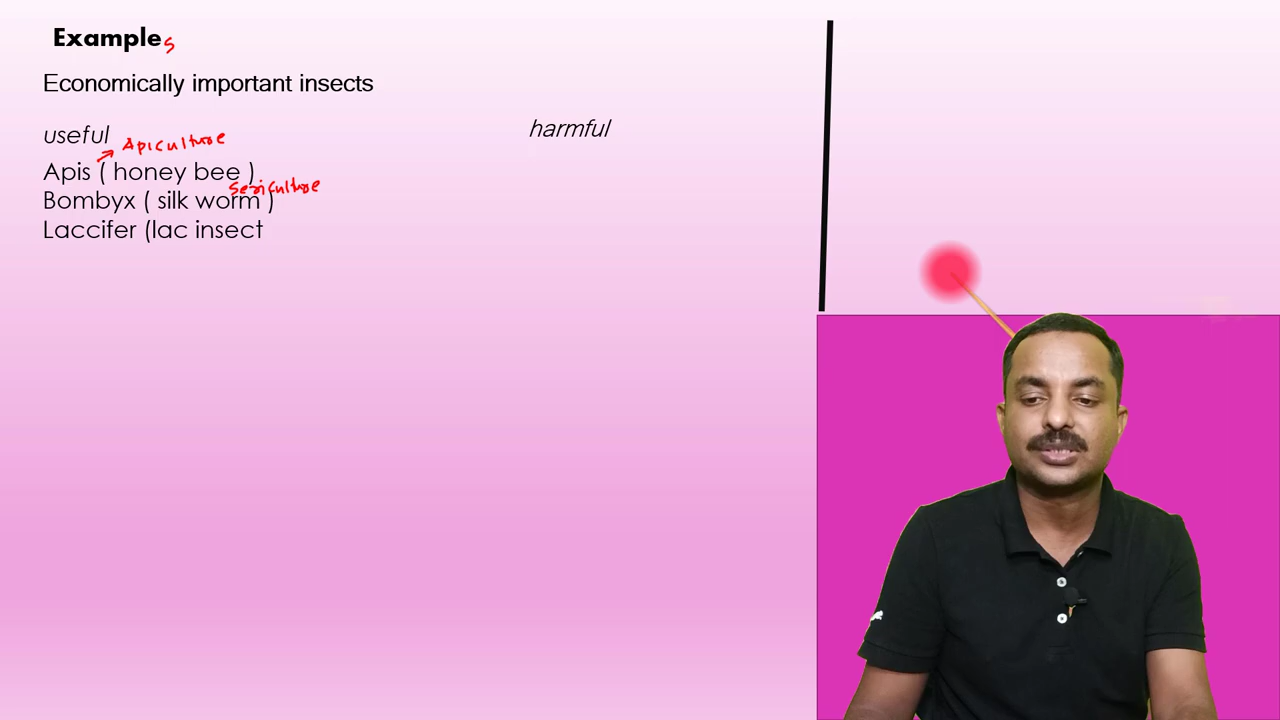 Examples
Economically important insects
useful
harmful
Apiculture
Apis ( honey bee )
Sericulture
Bombyx ( silk worm )
Laccifer (lac insect